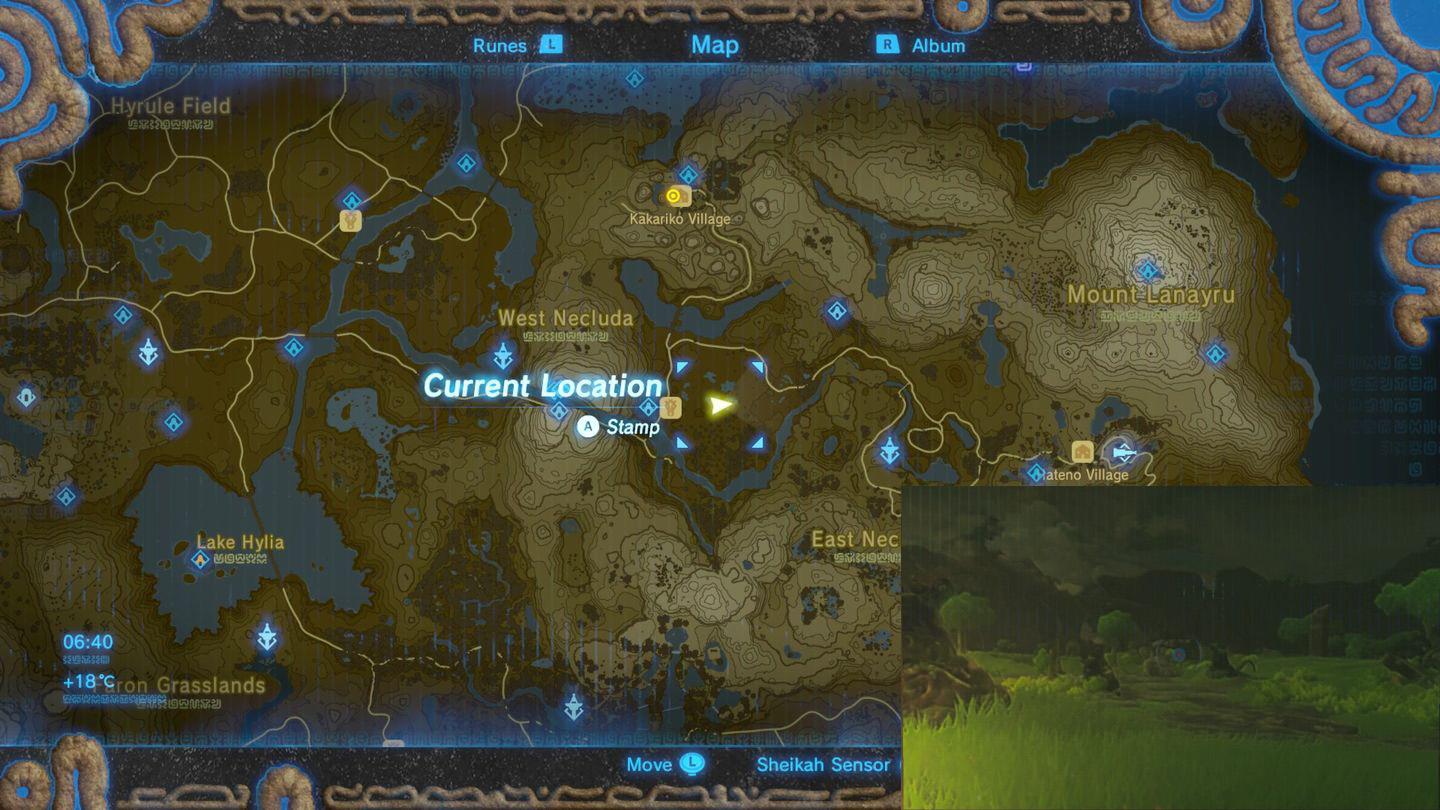 Runes L
Map
R Album
Hyrule Field
Kakariko Village
West Necluda
Mount Lanayru
Current Location
A Stamp
ateno Village
East Nec
Lake Hylia
06:40
+18°C
ron Grasslands
Move L
Sheikah Sensor